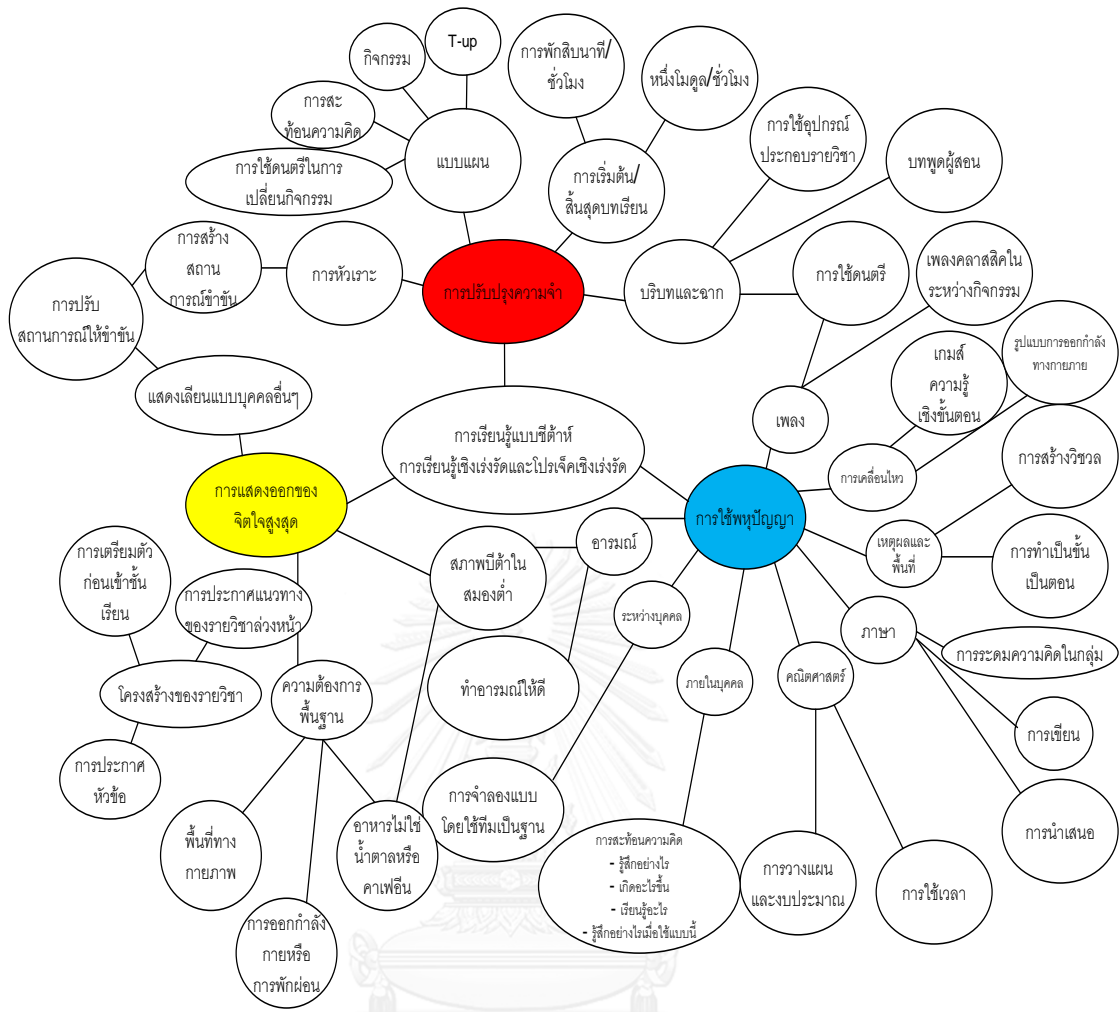 T-up
กิจกรรม
การพักสิบนาที/
ชั่วโมง
หนึ่งโมดูล/ชั่วโมง
การสะ
ท้อนความคิด
แบบแผน
การใช้อุปกรณ์
ประกอบรายวิชา
บทพูดผู้สอน
การใช้ดนตรีในการ
เปลี่ยนกิจกรรม
การเริ่มต้น/
สิ้นสุดบทเรียน
การสร้าง
สถาน
การณ์ขำขัน
การหัวเราะ
การปรับปรุงความจำ
บริบทและฉาก
การใช้ดนตรี
เพลงคลาสสิคใน
ระหว่างกิจกรรม
การปรับ
สถานการณ์ให้ขำขัน
แสดงเลียนแบบบุคคลอื่นๆ
การเรียนรู้แบบซีต้าห์
การเรียนรู้เชิงเร่งรัดและโปรเจ็คเชิงเร่งรัด
เพลง
เกมส์
ความรู้
เชิงขั้นตอน
รูปแบบการออกกำลัง
ทางกายภาย
การเคลื่อนไหว
การสร้างวิชวล
การแสดงออกของ
จิตใจสูงสุด
การใช้พหุปัญญา
อารมณ์
เหตุผลและ
พื้นที่
การทำเป็นขั้น
เป็นตอน
การเตรียมตัว
ก่อนเข้าชั้น
เรียน
การประกาศแนวทาง
ของรายวิชาล่วงหน้า
สภาพบีต้าใน
สมองต่ำ
ระหว่างบุคคล
ภาษา
การระดมความคิดในกลุ่ม
โครงสร้างของรายวิชา
ความต้องการ
พื้นฐาน
ทำอารมณ์ให้ดี
ภายในบุคคล
คณิตศาสตร์
การเขียน
การประกาศ
หัวข้อ
การนำเสนอ
พื้นที่ทาง
กายภาพ
อาหารไม่ใช่
น้ำตาลหรือ
คาเฟอีน
การจำลองแบบ
โดยใช้ทีมเป็นฐาน
การสะท้อนความคิด
- รู้สึกอย่างไร
- เกิดอะไรขึ้น
- เรียนรู้อะไร
- รู้สึกอย่างไรเมื่อใช้แบบนี้
การวางแผน
และงบประมาณ
การใช้เวลา
การออกกำลัง
กายหรือ
การพักผ่อน